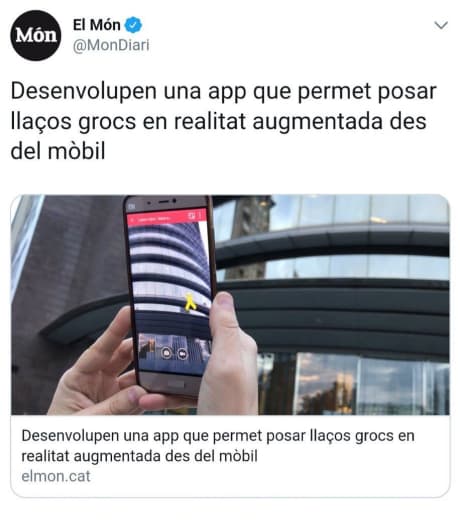 Món
El Món
@MonDiari
Desenvolupen una app que permet posar
llaços grocs en realitat augmentada des
del mòbil
Desenvolupen una app que permet posar llaços grocs en
realitat augmentada des del mòbil
elmon.cat